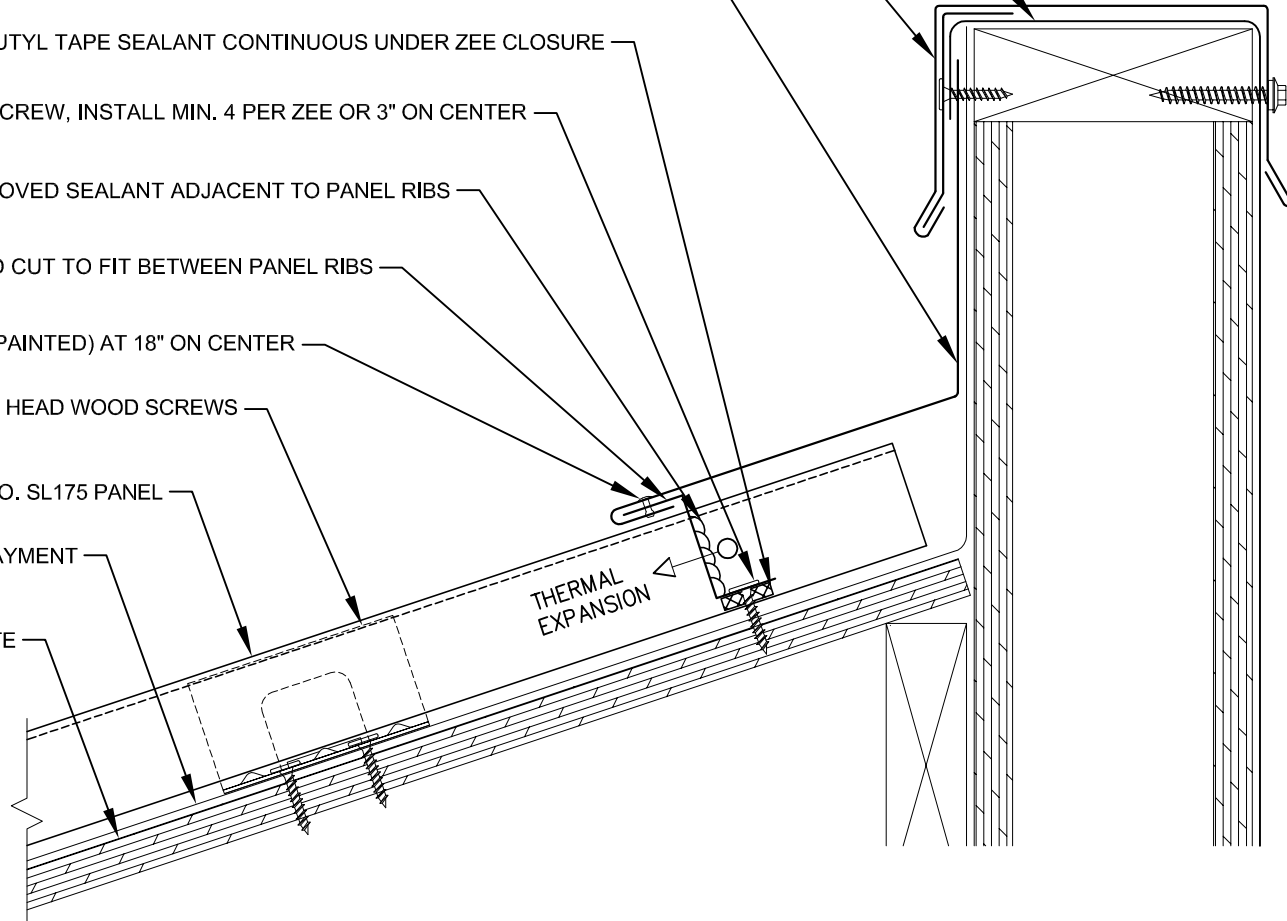 UTYL TAPE SEALANT CONTINUOUS UNDER ZEE CLOSURE
CREW, INSTALL MIN. 4 PER ZEE OR 3" ON CENTER
OVED SEALANT ADJACENT TO PANEL RIBS
D CUT TO FIT BETWEEN PANEL RIBS
PAINTED) AT 18" ON CENTER
HEAD WOOD SCREWS
O. SL175 PANEL
AYMENT
TE
THERMAL
EXPANSION